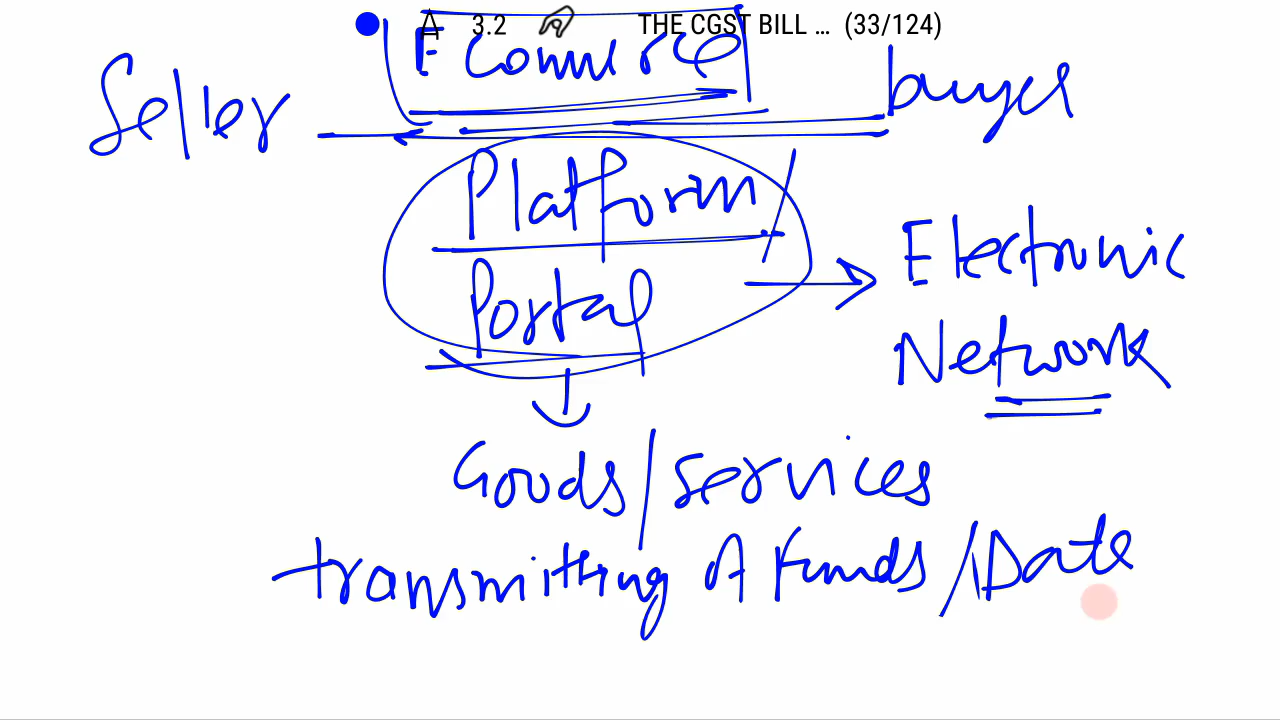 3.2 THE CGST BILL ... (33/124)
E Commerce
Seller buyer
Platform
Portal
Electronic
Network
Goods/services
transmitting of Funds/Data